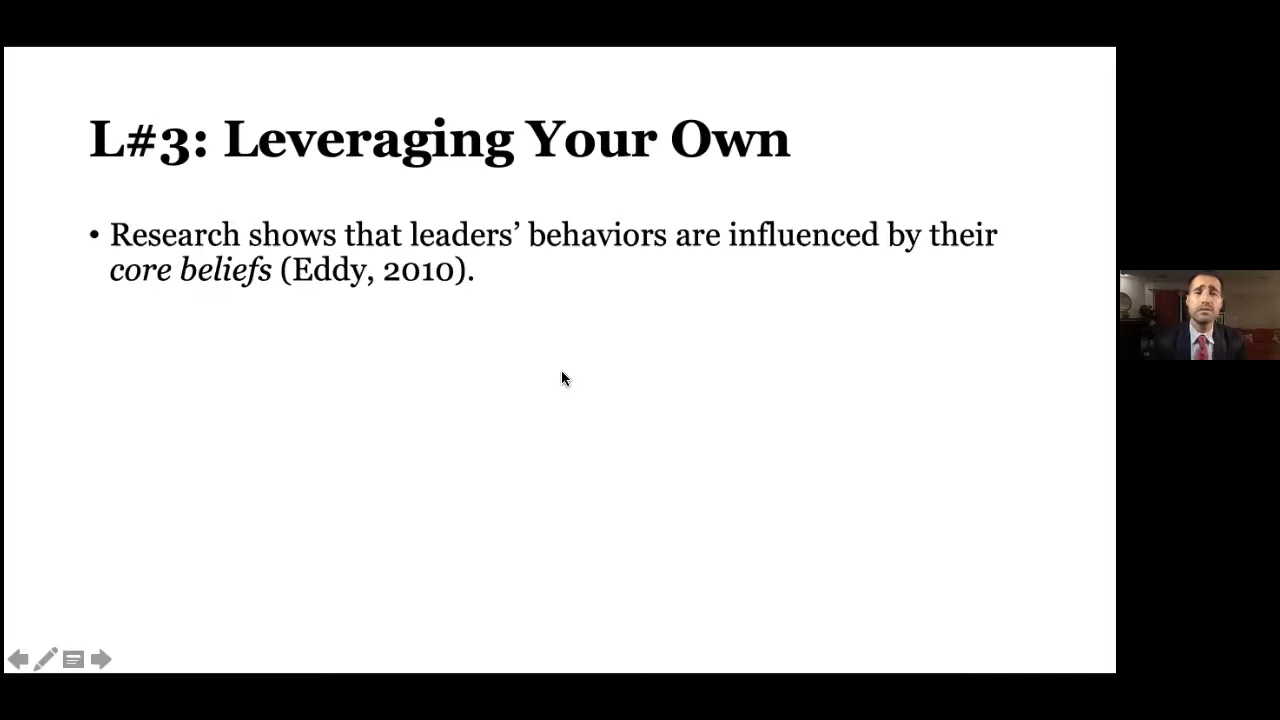 L#3: Leveraging Your Own
• Research shows that leaders’ behaviors are influenced by their
core beliefs (Eddy, 2010).